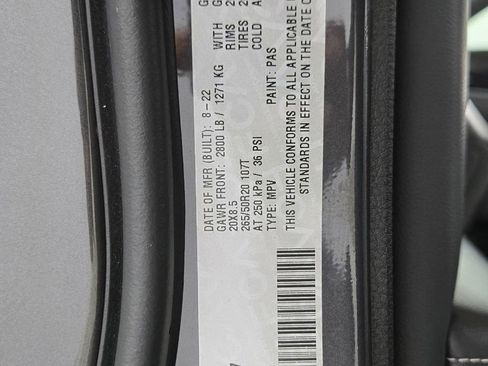 DATE OF MFR (BUILT): 8-22
GAWR FRONT: 2800 LB / 1271 KG WITH
20X8.5 RIMS
265/50R20 107T TIRES
AT 250 kPa / 36 PSI COLD
TYPE: MPV PAINT: PAS
THIS VEHICLE CONFORMS TO ALL APPLICABLE
STANDARDS IN EFFECT ON THE DATE O